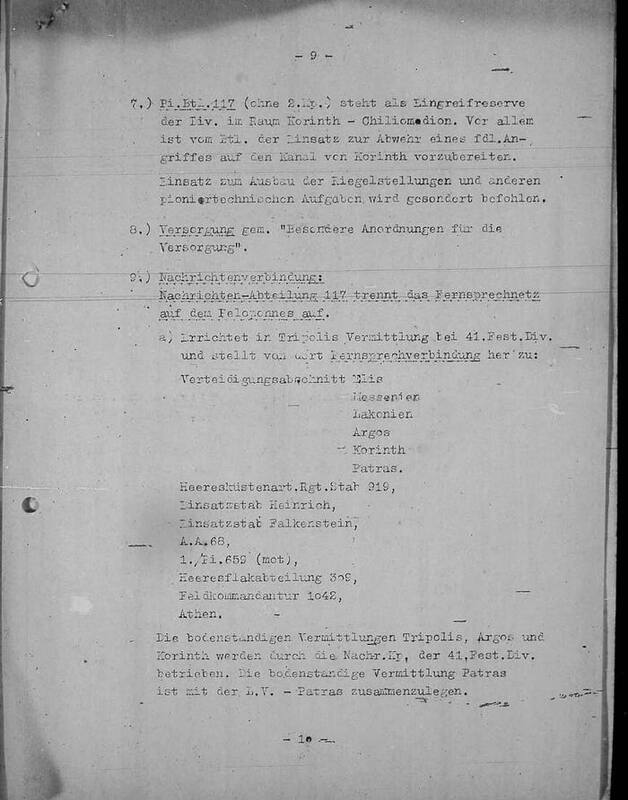 - 9 -
7.) Pi.Btl.117 (ohne 2.Kp.) steht als Eingreifreserve
der Div. im Raum Korinth - Chiliomodion. Vor allem
ist vom Btl. der Einsatz zur Abwehr eines fdl.An-
griffes auf den Kanal von Korinth vorzubereiten.
Einsatz zum Ausbau der Riegelstellungen und anderen
pioniertechnischen Aufgaben wird gesondert befohlen.
8.) Versorgung gem. "Besondere Anordnungen für die
Versorgung".
9.) Nachrichtenverbindung:
Nachrichten-Abteilung 117 trennt das Fernsprechnetz
auf dem Peloponnes auf.
a) Errichtet in Tripolis Vermittlung bei 41.Fest.Div.
und stellt von dort Fernsprechverbindung her zu:
Verteidigungsabschnitt Elis
Messenien
Lakonien
Argos
" Korinth
Patras.
Heeresküstenart.Rgt.Stab 919,
Einsatzstab Heinrich,
Einsatzstab Falkenstein,
A.A.68,
1./Pi.659 (mot),
Heeresflakabteilung 3o9,
Feldkommandantur 1o42,
Athen.
Die bodenständigen Vermittlungen Tripolis, Argos und
Korinth werden durch die Nachr.Kp. der 41.Fest.Div.
betrieben. Die bodenständige Vermittlung Patras
ist mit der L.V. - Patras zusammenzulegen.
- 1o -